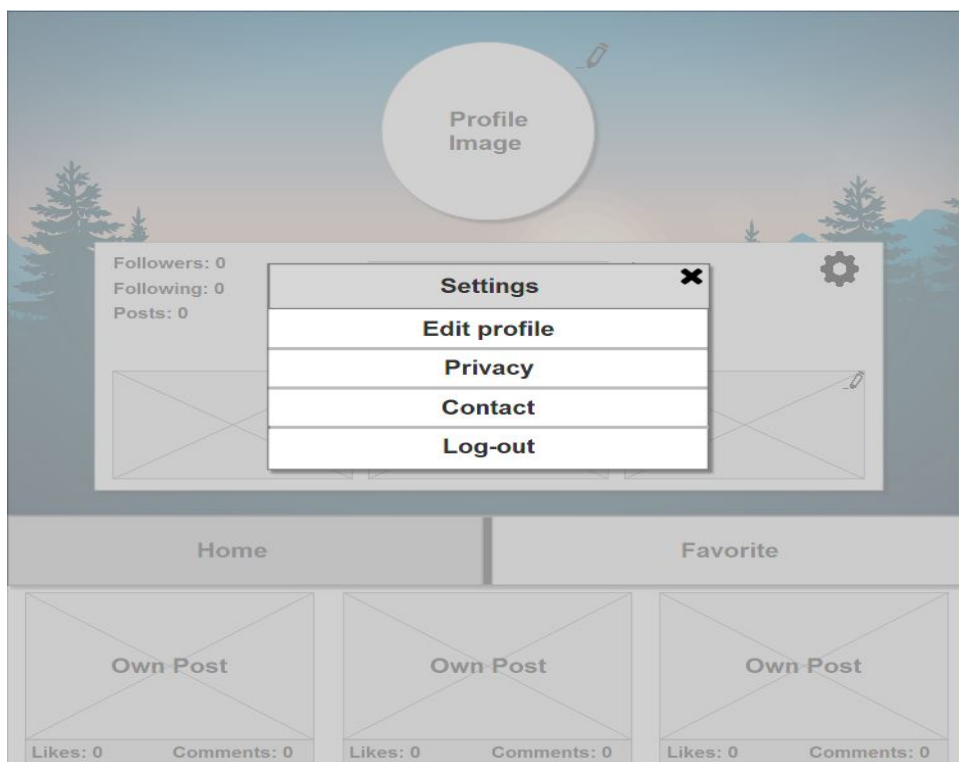 Profile
Image
Followers: 0
Following: 0
Posts: 0
Settings
Edit profile
Privacy
Contact
Log-out
Home
Favorite
Own Post
Own Post
Own Post
Likes: 0
Comments: 0
Likes: 0
Comments: 0
Likes: 0
Comments: 0